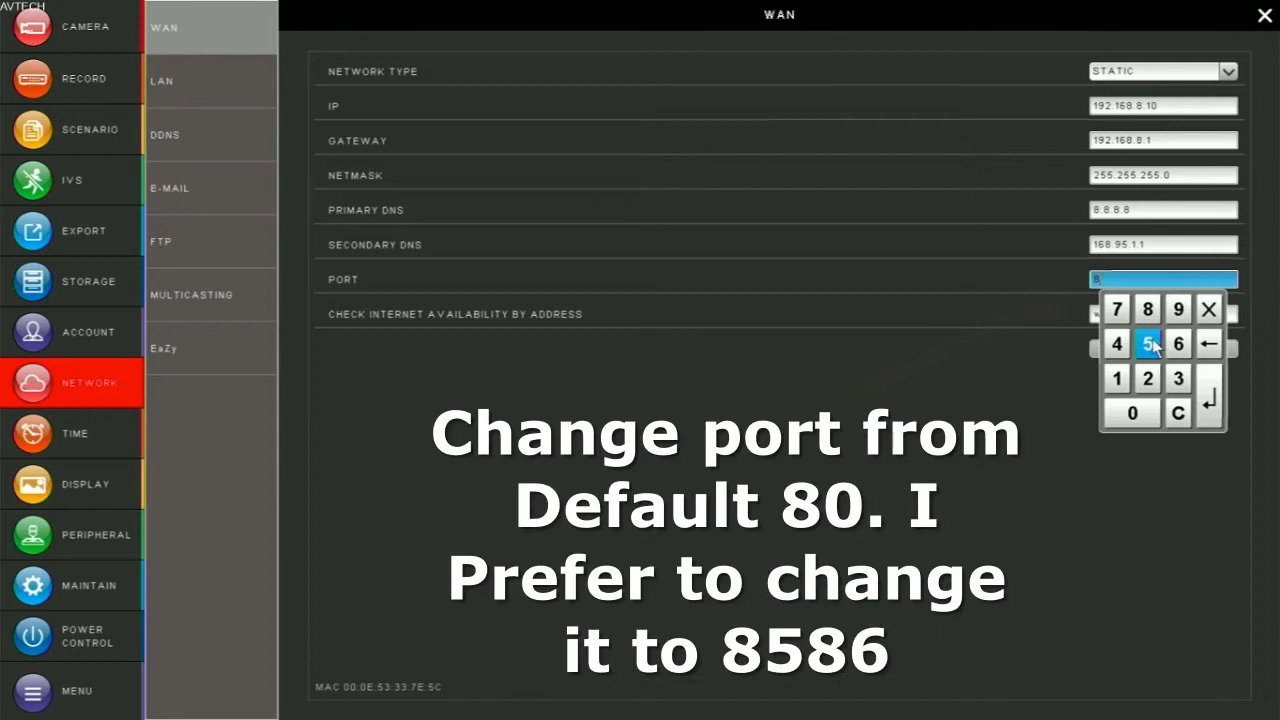 AVTECH
CAMERA
RECORD
SCENARIO
IVS
EXPORT
STORAGE
ACCOUNT
NETWORK
TIME
DISPLAY
PERIPHERAL
MAINTAIN
POWER
CONTROL
MENU
WAN
LAN
DDNS
E-MAIL
FTP
MULTICASTING
EaZy
WAN
NETWORK TYPE STATIC
IP 192.168.8.10
GATEWAY 192.168.8.1
NETMASK 255.255.255.0
PRIMARY DNS 8.8.8.8
SECONDARY DNS 168.95.1.1
PORT 8
CHECK INTERNET AVAILABILITY BY ADDRESS
7 8 9 X
4 5 6 ←
1 2 3
0 C ↵
Change port from
Default 80. I
Prefer to change
it to 8586
MAC 00:0E:53:33:7E:5C